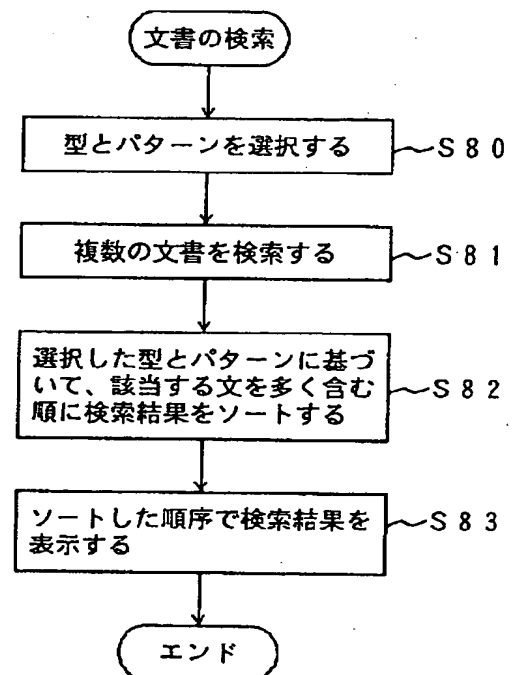 文書の検索
型とパターンを選択する
S80
複数の文書を検索する
S81
選択した型とパターンに基づ
いて、該当する文を多く含む
順に検索結果をソートする
S82
ソートした順序で検索結果を
表示する
S83
エンド